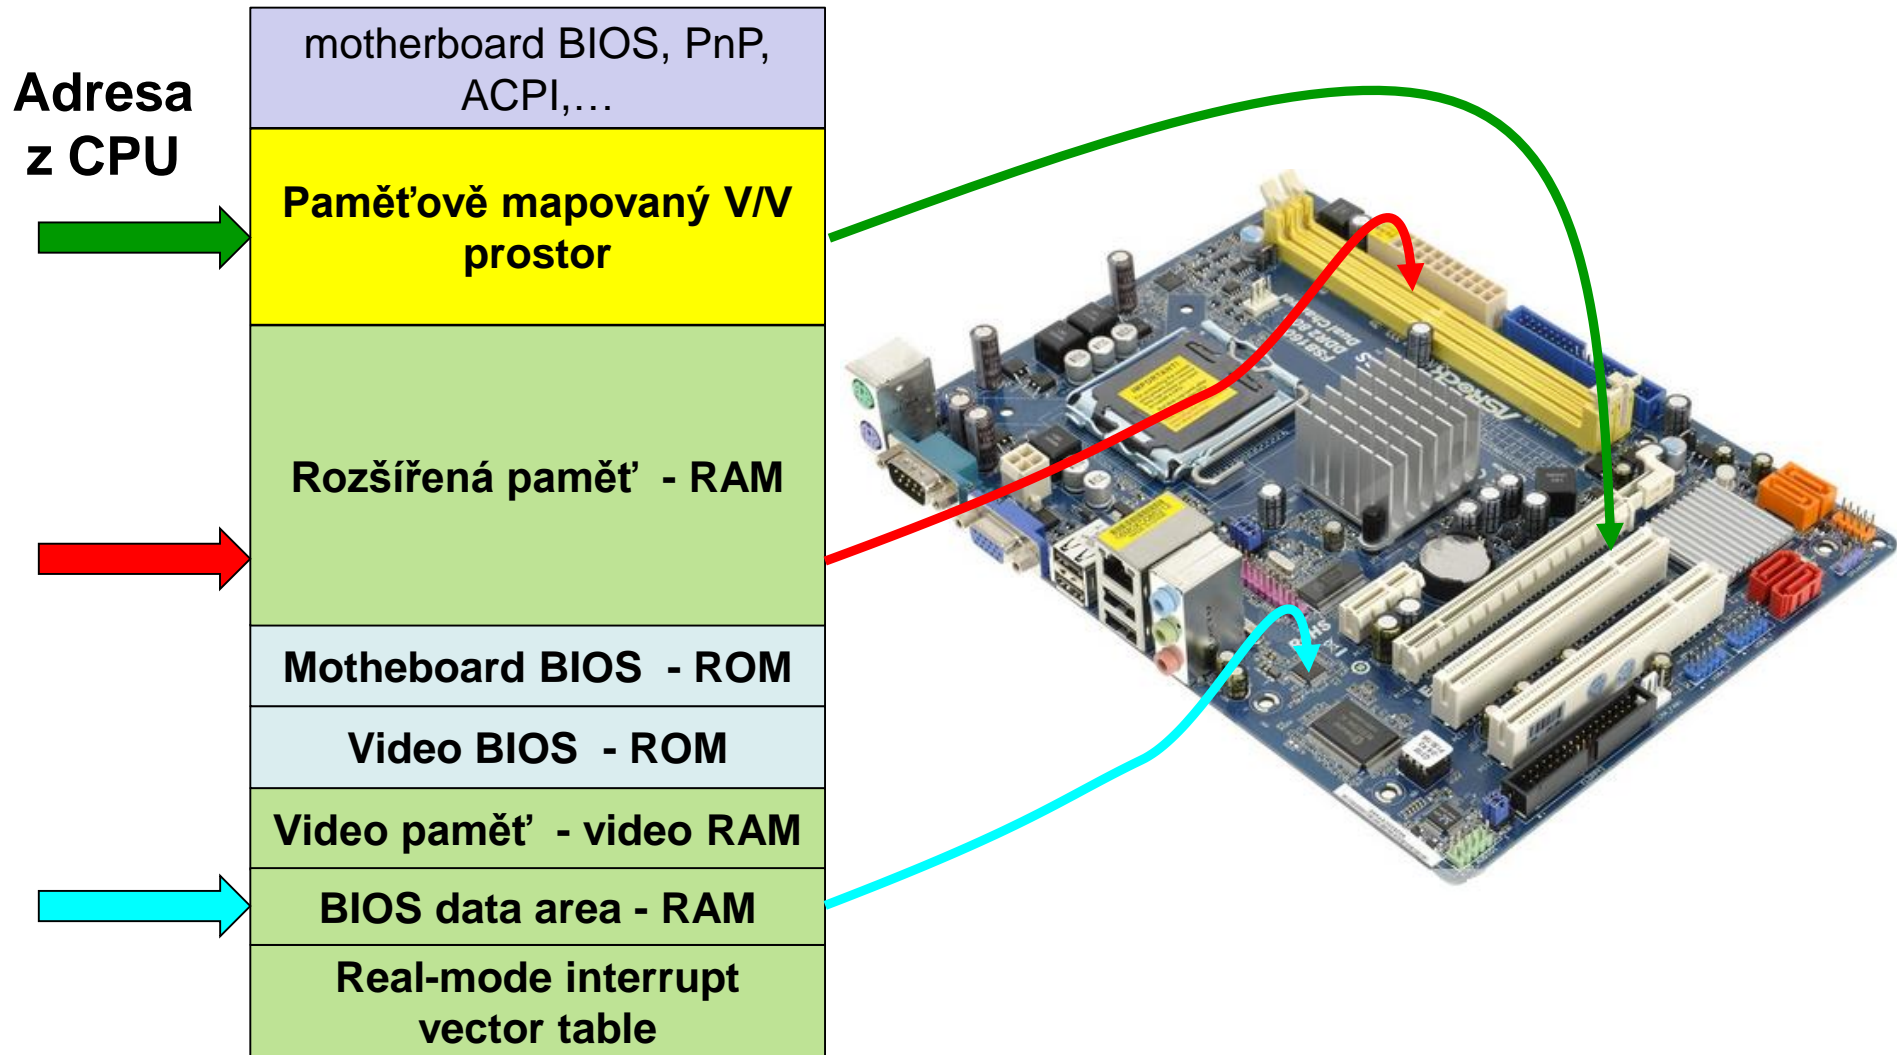 Adresa
z CPU
motherboard BIOS, PnP,
ACPI,…
Paměťově mapovaný V/V
prostor
Rozšířená paměť - RAM
Motheboard BIOS - ROM
Video BIOS - ROM
Video paměť - video RAM
BIOS data area - RAM
Real-mode interrupt
vector table
IMPORTANT!
ASRock